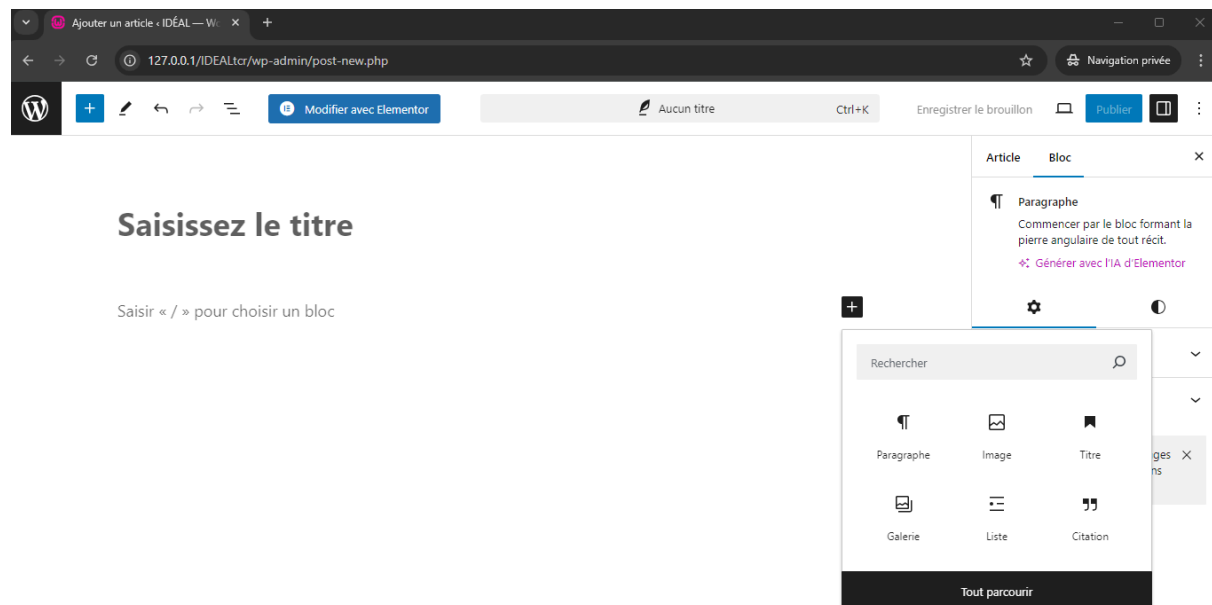 Ajouter un article ‹ IDÉAL — Wo
127.0.0.1/IDEALtcr/wp-admin/post-new.php
Navigation privée
Modifier avec Elementor
Aucun titre
Ctrl+K
Enregistrer le brouillon
Publier
Article
Bloc
Saisissez le titre
Saisir « / » pour choisir un bloc
Paragraphe
Commencer par le bloc formant la
pierre angulaire de tout récit.
Générer avec l'IA d'Elementor
Rechercher
Paragraphe
Image
Titre
Galerie
Liste
Citation
Tout parcourir
ges
ns